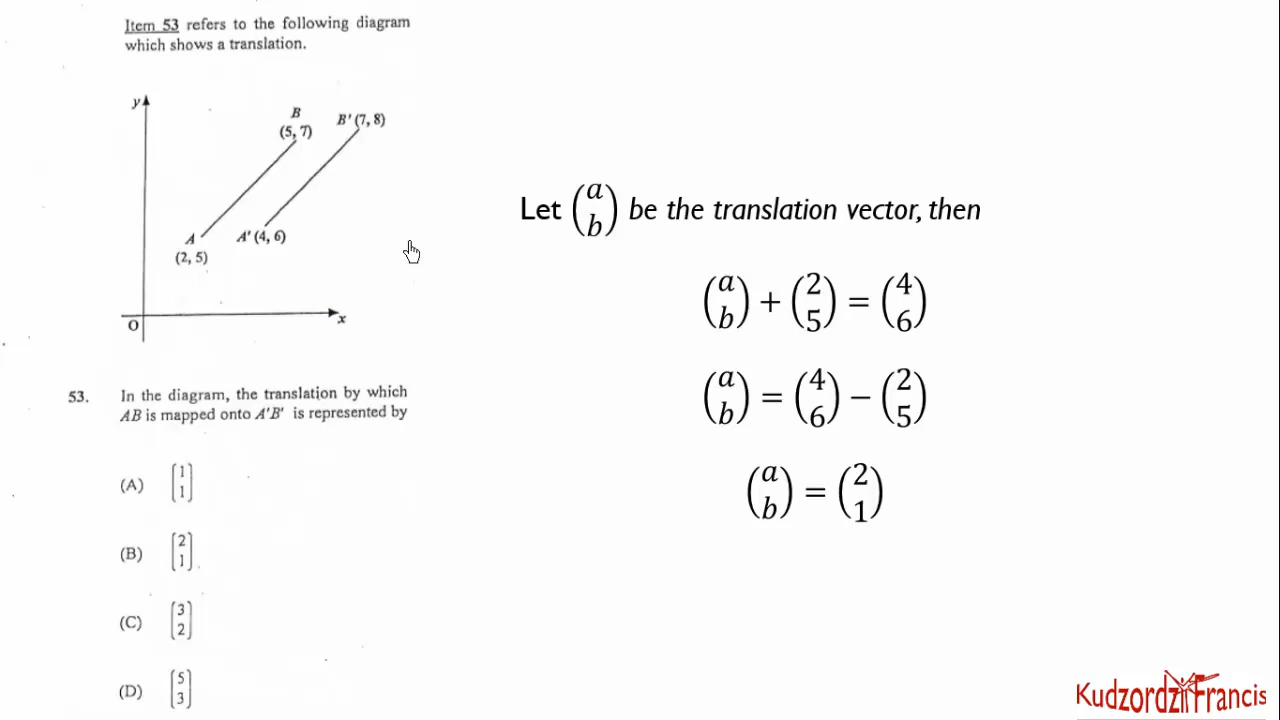 Item 53 refers to the following diagram
which shows a translation.
y
B
(5, 7)
B' (7, 8)
A
(2, 5)
A' (4, 6)
O
x
53. In the diagram, the translation by which
AB is mapped onto A'B' is represented by
(A) (1
1)
(B) (2
1)
(C) (3
2)
(D) (5
3)
Let (a
b) be the translation vector, then
(a
b) + (2
5) = (4
6)
(a
b) = (4
6) − (2
5)
(a
b) = (2
1)
Kudzordzi Francis